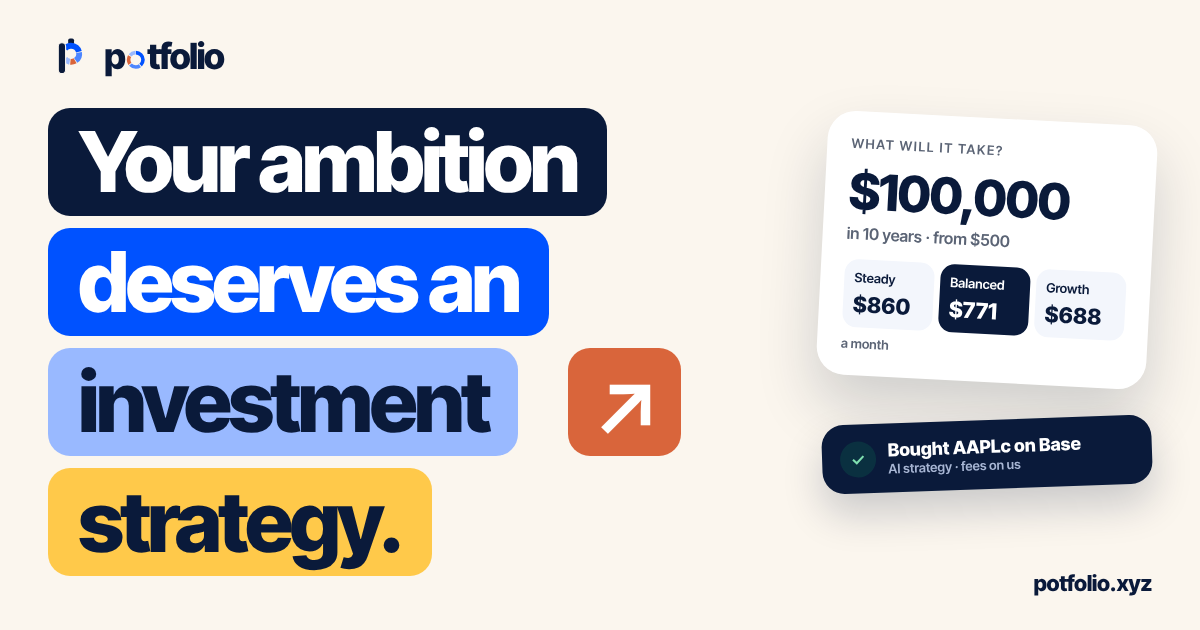 potfolio
Your ambition
deserves an
investment
strategy.
WHAT WILL IT TAKE?
$100,000
in 10 years · from $500
Steady
$860
Balanced
$771
Growth
$688
a month
Bought AAPLc on Base
AI strategy · fees on us
potfolio.xyz